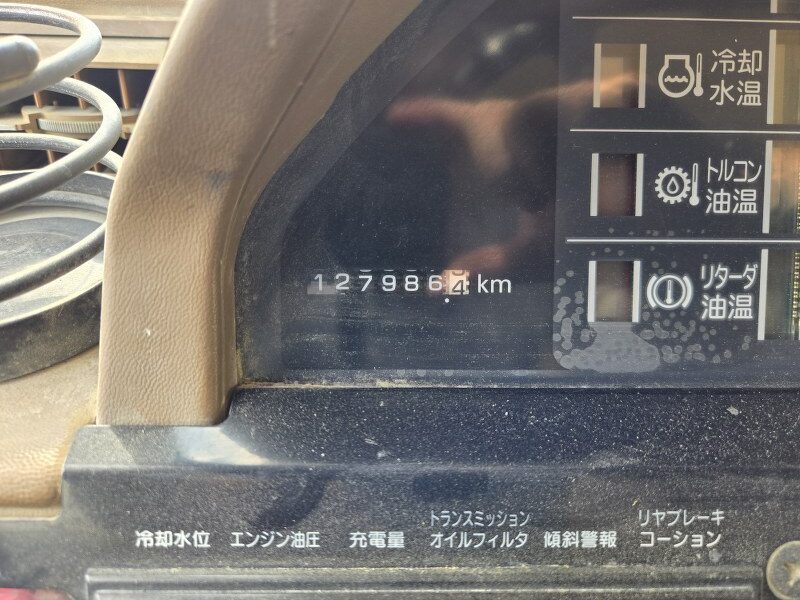 冷却
水温
トルコン
油温
リターダ
油温
1279864 km
冷却水位
エンジン油圧
充電量
トランスミッション
オイルフィルタ
傾斜警報
リヤブレーキ
コーション